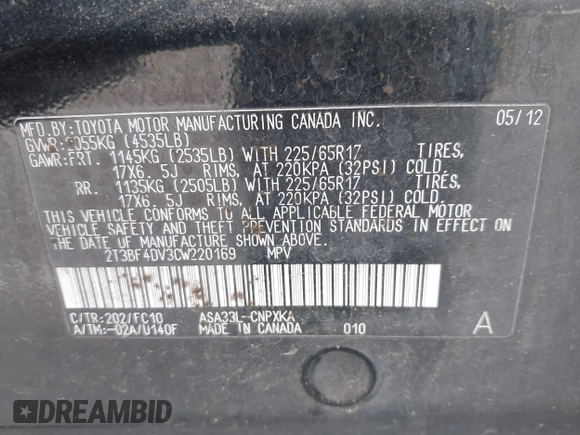 MFD.BY:TOYOTA MOTOR MANUFACTURING CANADA INC. 05/12
GVWR:2055KG (4535LB)
GAWR:FRT. 1145KG (2535LB) WITH 225/65R17 TIRES,
17X6. 5J RIMS, AT 220KPA (32PSI) COLD.
RR. 1135KG (2505LB) WITH 225/65R17 TIRES,
17X6. 5J RIMS, AT 220KPA (32PSI) COLD.
THIS VEHICLE CONFORMS TO ALL APPLICABLE FEDERAL MOTOR
VEHICLE SAFETY AND THEFT PREVENTION STANDARDS IN EFFECT
ON THE DATE OF MANUFACTURE SHOWN ABOVE.
2T3BF4DV3CW220169 MPV
C/TR:202/FC10 ASA33L-CNPXKA
A/TM:-02A/U140F MADE IN CANADA 010 A
DREAMBID